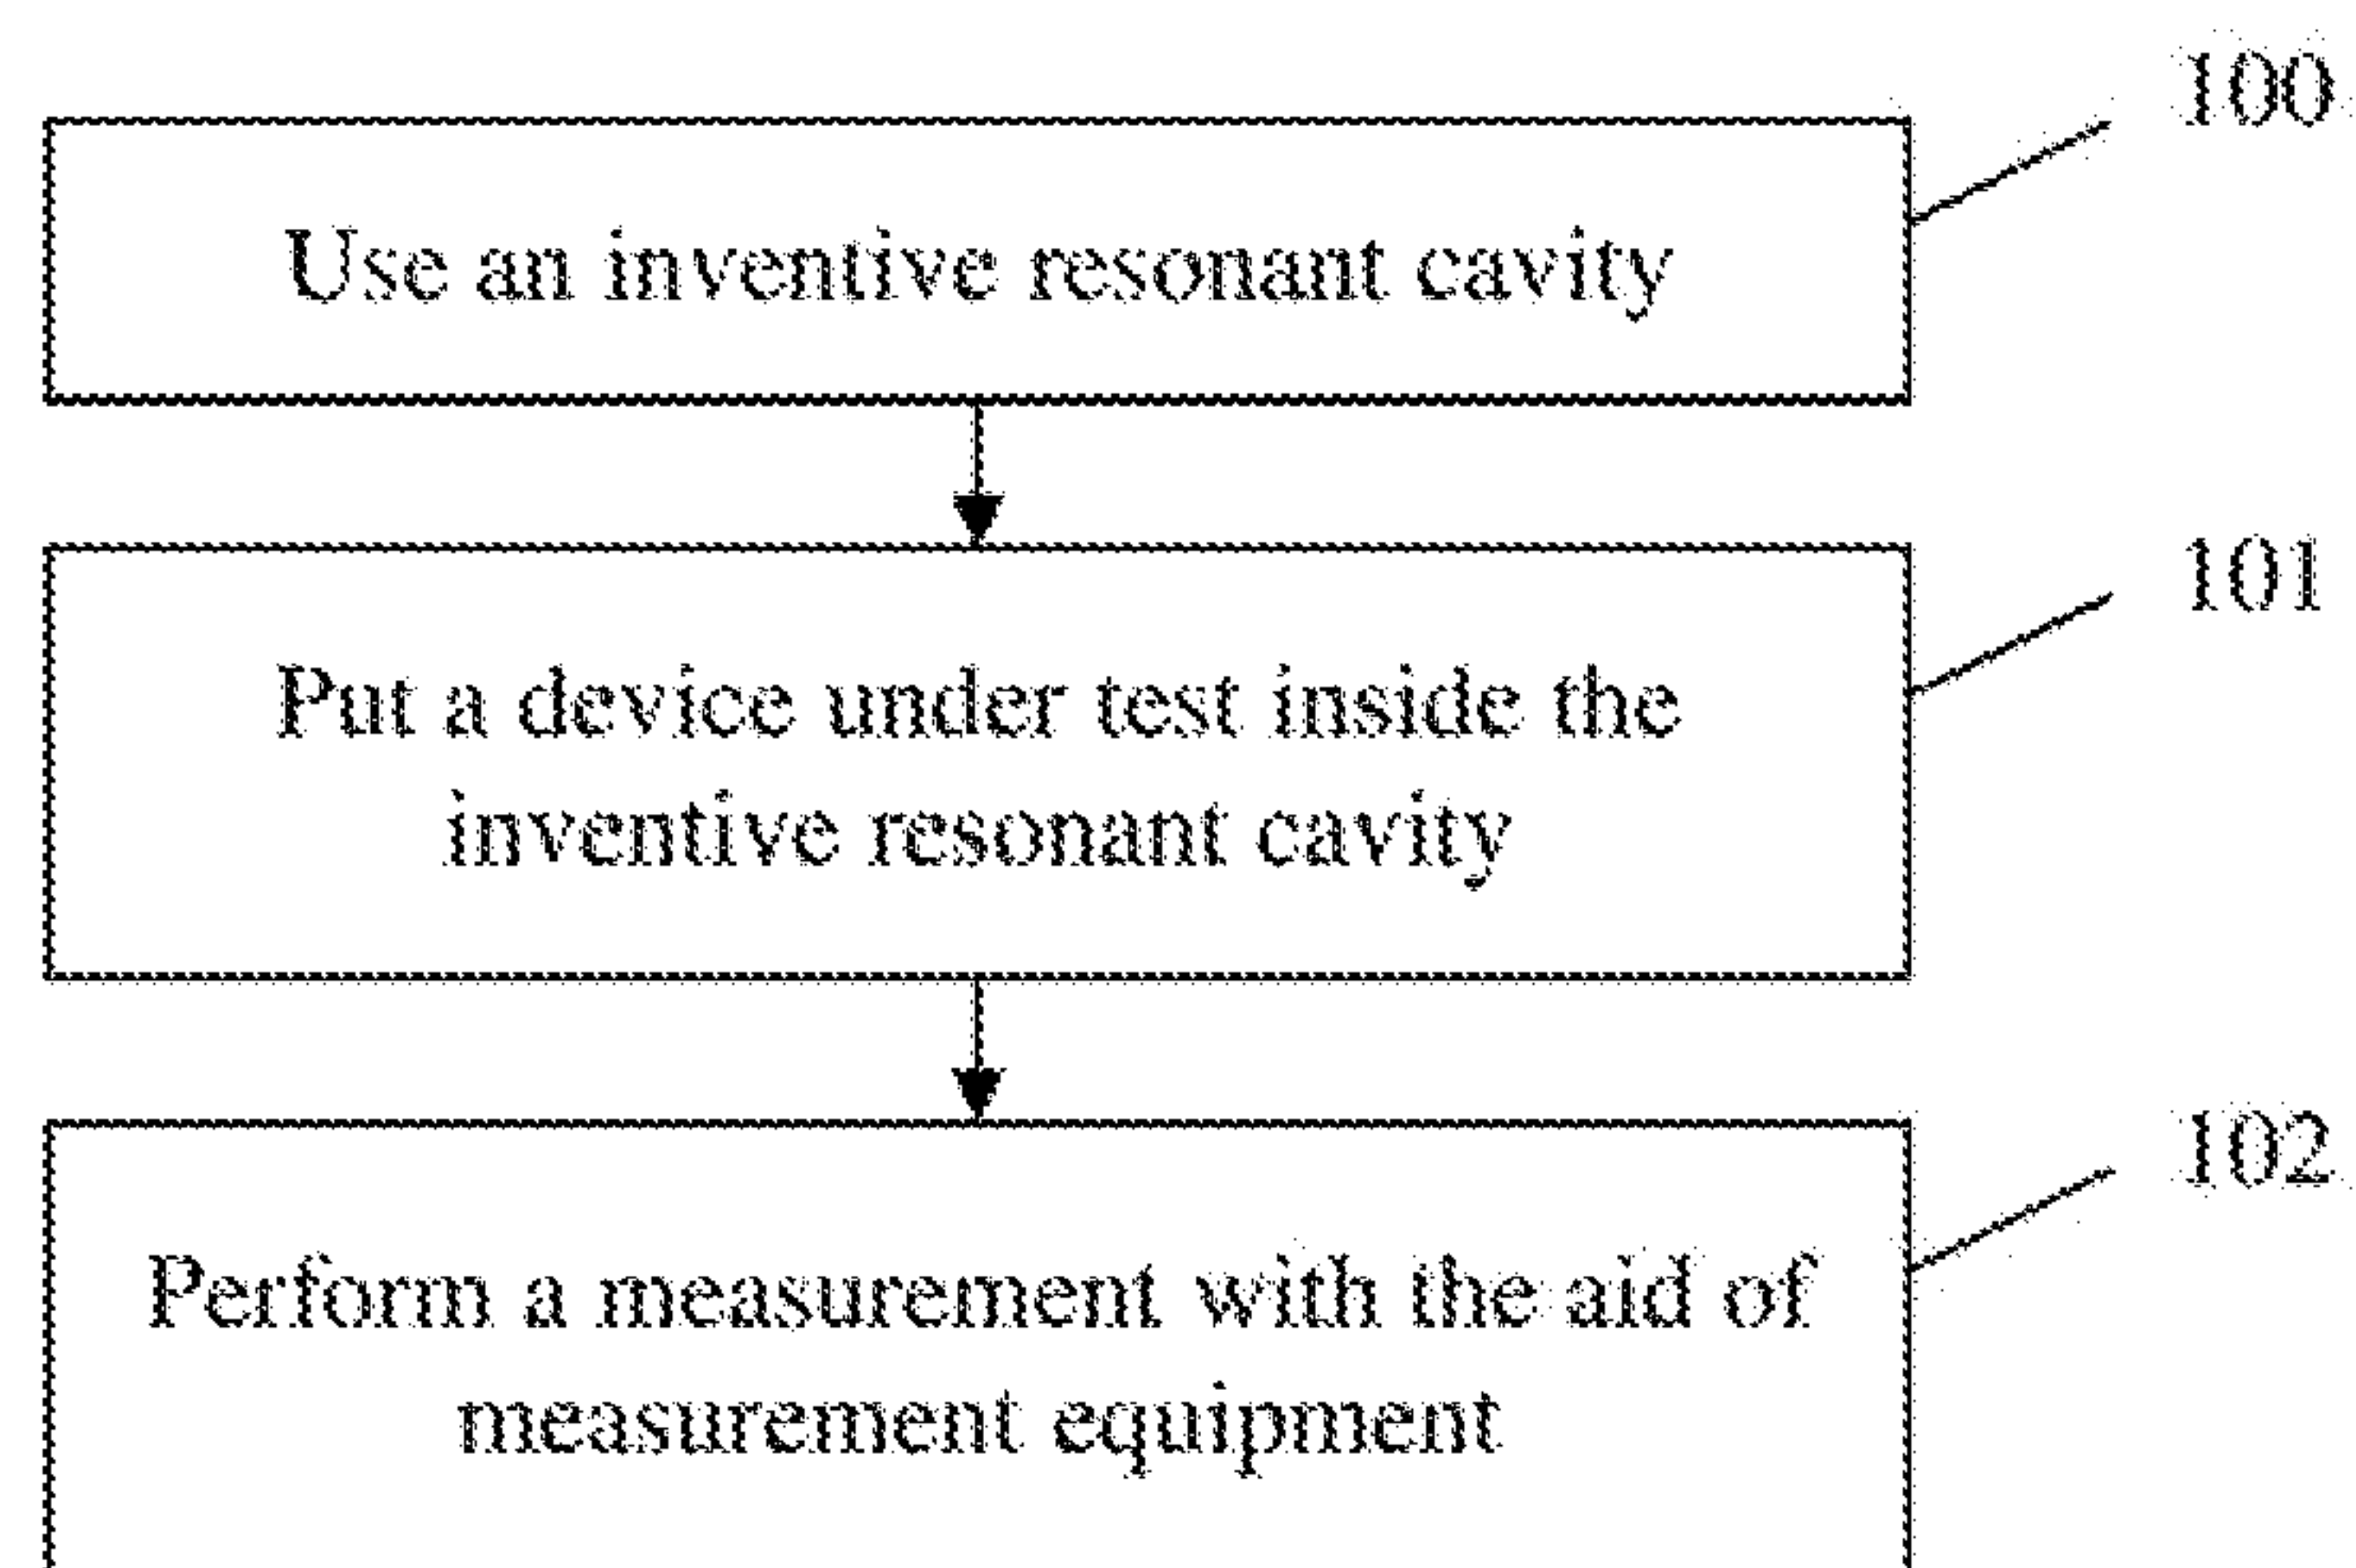 100
Use an inventive resonant cavity
101
Put a device under test inside the
inventive resonant cavity
102
Perform a measurement with the aid of
measurement equipment